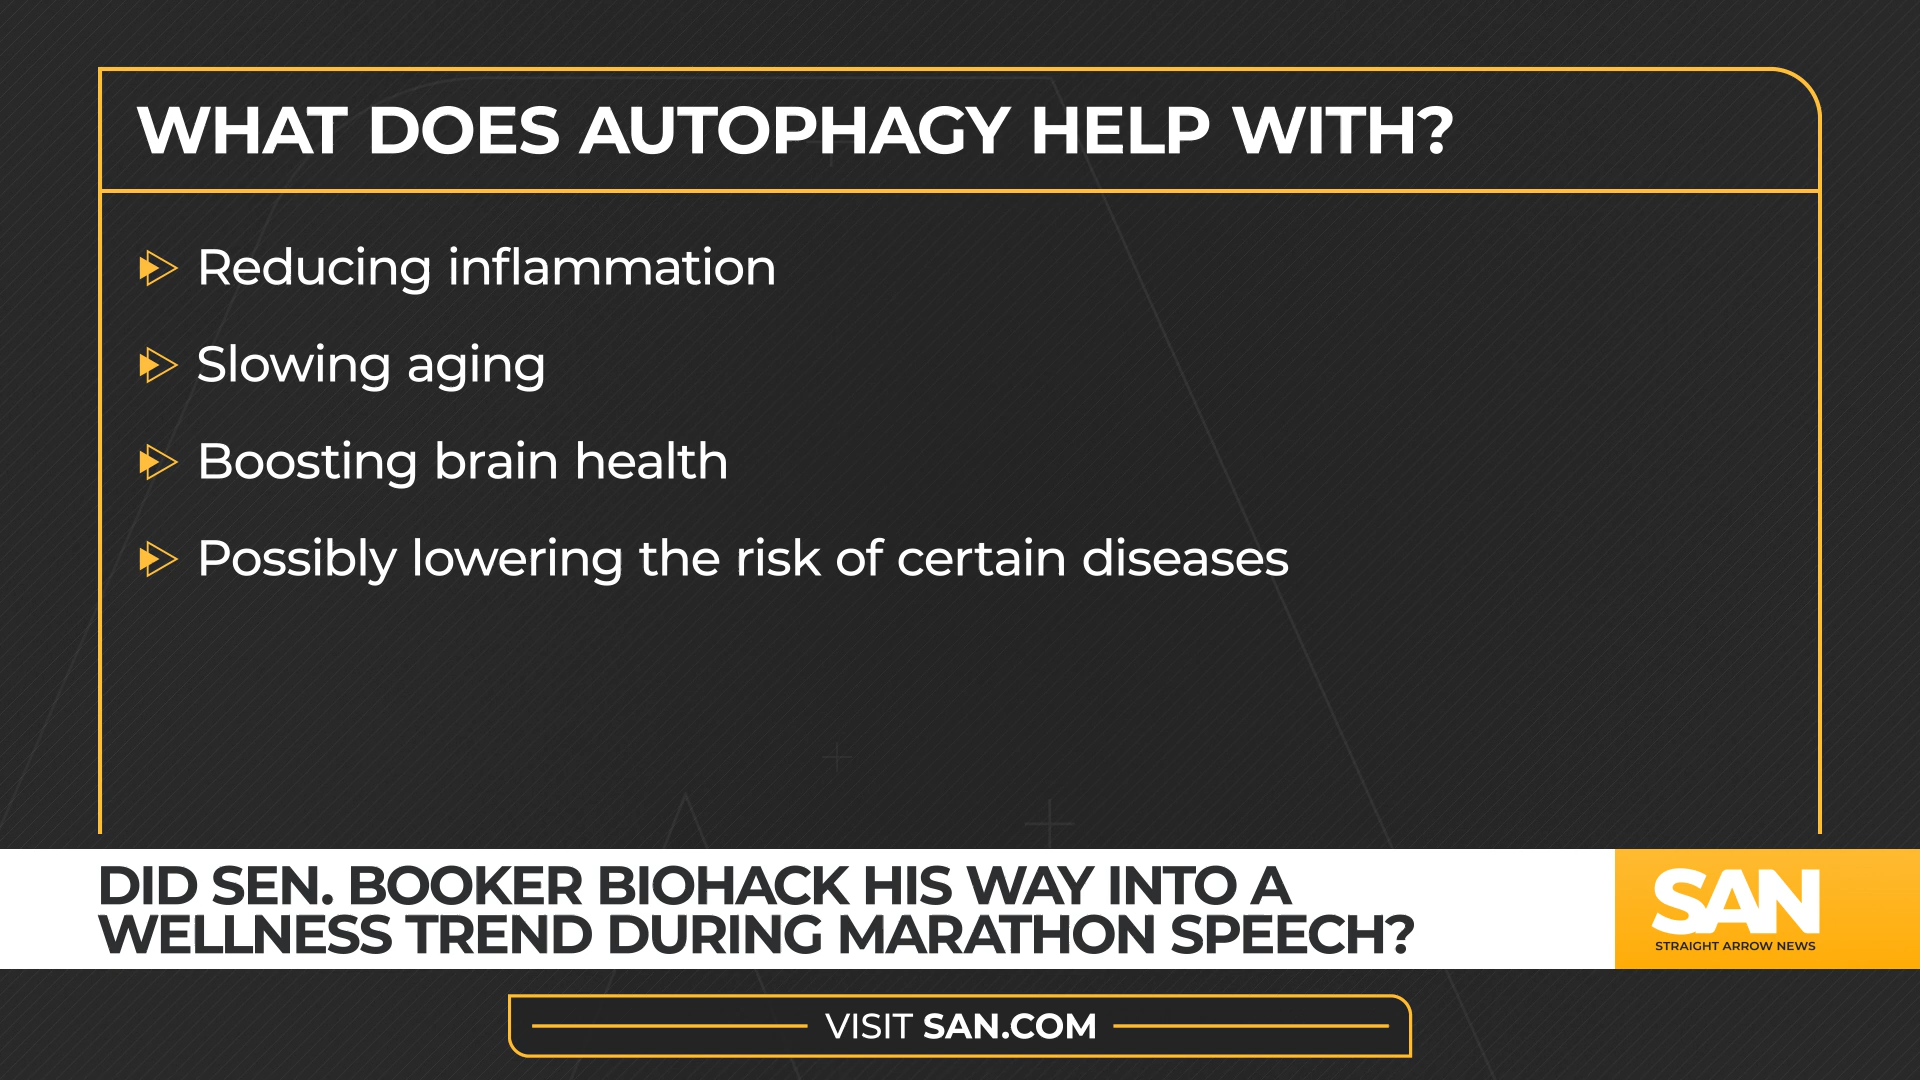 WHAT DOES AUTOPHAGY HELP WITH?
Reducing inflammation
Slowing aging
Boosting brain health
Possibly lowering the risk of certain diseases
DID SEN. BOOKER BIOHACK HIS WAY INTO A
WELLNESS TREND DURING MARATHON SPEECH?
SAN
STRAIGHT ARROW NEWS
VISIT SAN.COM